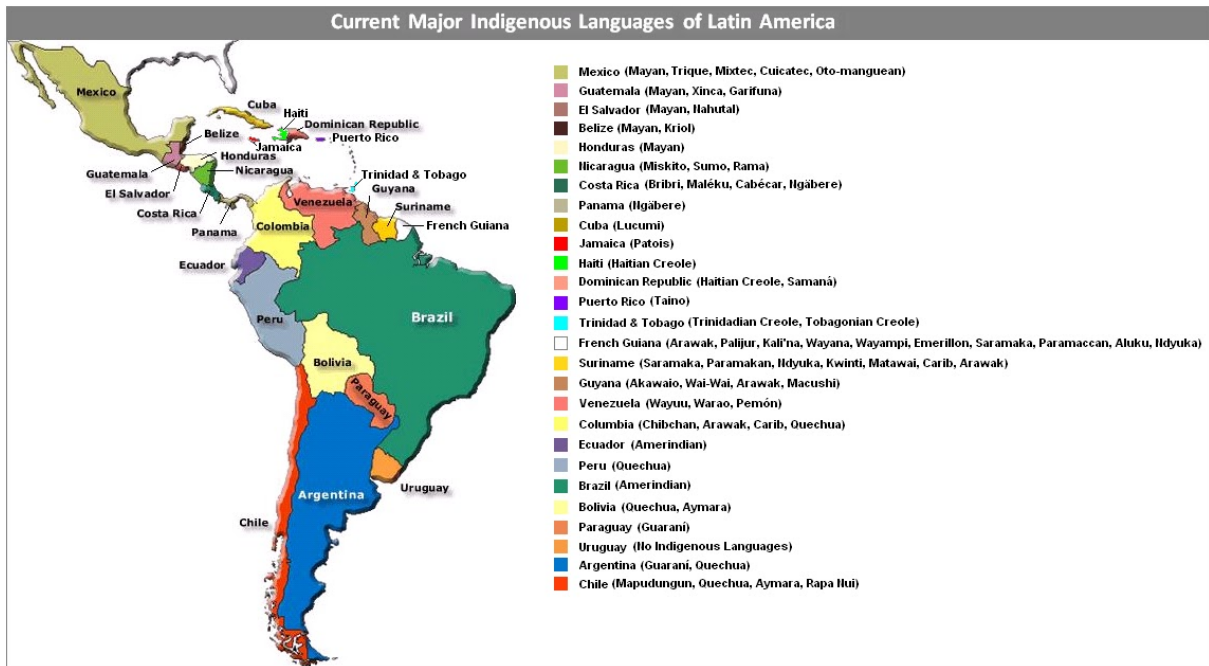 Current Major Indigenous Languages of Latin America
Mexico
Cuba
Haiti
Dominican Republic
Belize
Jamaica
Puerto Rico
Honduras
Guatemala
Nicaragua
Trinidad & Tobago
El Salvador
Guyana
Venezuela
Costa Rica
Suriname
Colombia
French Guiana
Panama
Ecuador
Peru
Brazil
Bolivia
Paraguay
Uruguay
Argentina
Chile
Mexico (Mayan, Trique, Mixtec, Cuicatec, Oto-manguean)
Guatemala (Mayan, Xinca, Garifuna)
El Salvador (Mayan, Nahutal)
Belize (Mayan, Kriol)
Honduras (Mayan)
Nicaragua (Miskito, Sumo, Rama)
Costa Rica (Bribri, Maléku, Cabécar, Ngäbere)
Panama (Ngäbere)
Cuba (Lucumi)
Jamaica (Patois)
Haiti (Haitian Creole)
Dominican Republic (Haitian Creole, Samaná)
Puerto Rico (Taino)
Trinidad & Tobago (Trinidadian Creole, Tobagonian Creole)
French Guiana (Arawak, Palijur, Kali'na, Wayana, Wayampi, Emerillon, Saramaka, Paramaccan, Aluku, Ndyuka)
Suriname (Saramaka, Paramakan, Ndyuka, Kwinti, Matawai, Carib, Arawak)
Guyana (Akawaio, Wai-Wai, Arawak, Macushi)
Venezuela (Wayuu, Warao, Pemón)
Columbia (Chibchan, Arawak, Carib, Quechua)
Ecuador (Amerindian)
Peru (Quechua)
Brazil (Amerindian)
Bolivia (Quechua, Aymara)
Paraguay (Guaraní)
Uruguay (No Indigenous Languages)
Argentina (Guaraní, Quechua)
Chile (Mapudungun, Quechua, Aymara, Rapa Nui)